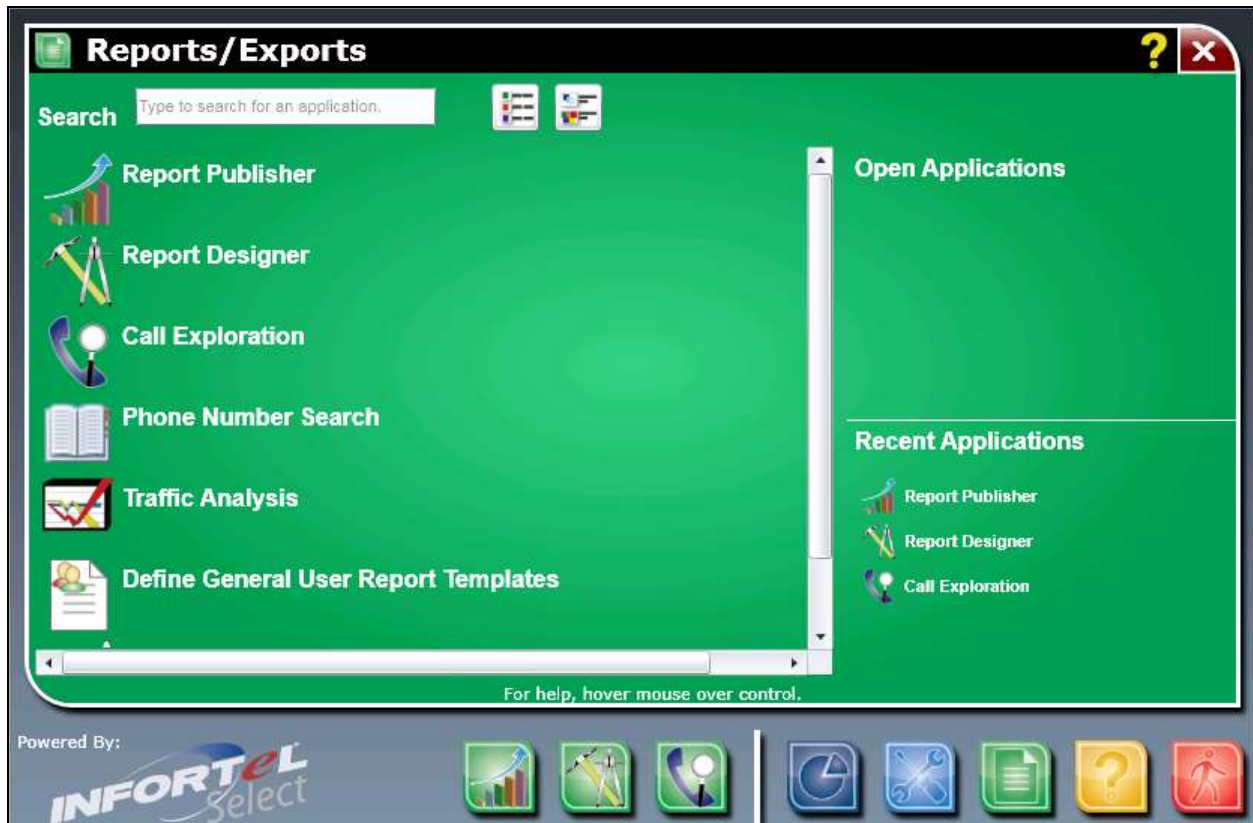 Reports/Exports
?
Search
Type to search for an application.
Report Publisher
Report Designer
Call Exploration
Phone Number Search
Traffic Analysis
Define General User Report Templates
Open Applications
Recent Applications
Report Publisher
Report Designer
Call Exploration
For help, hover mouse over control.
Powered By:
INFORTEL
Select
?